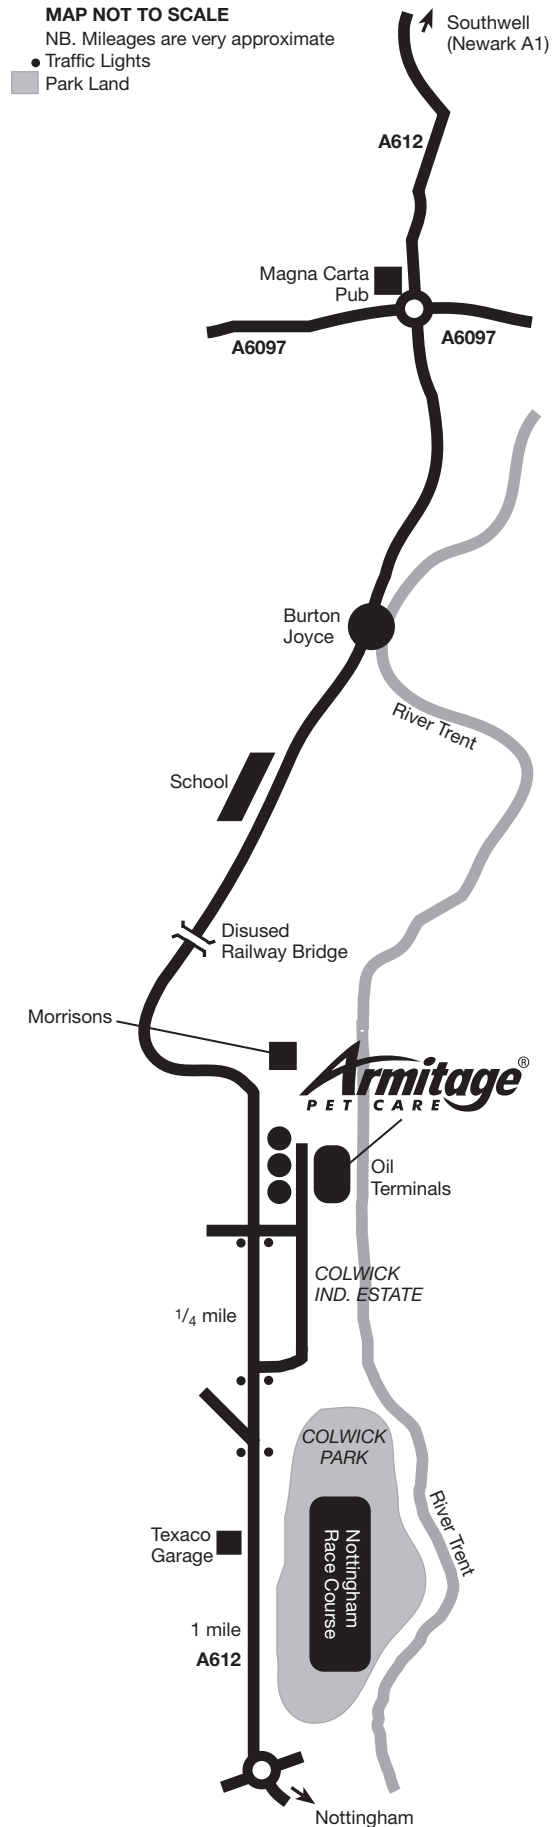 MAP NOT TO SCALE
NB. Mileages are very approximate
Traffic Lights
Park Land
Southwell
(Newark A1)
A612
Magna Carta
Pub
A6097
A6097
Burton
Joyce
River Trent
School
Disused
Railway Bridge
Morrisons
Armitage®
PET CARE
Oil
Terminals
COLWICK
IND. ESTATE
1/4 mile
COLWICK
PARK
River Trent
Nottingham
Race Course
Texaco
Garage
1 mile
A612
Nottingham